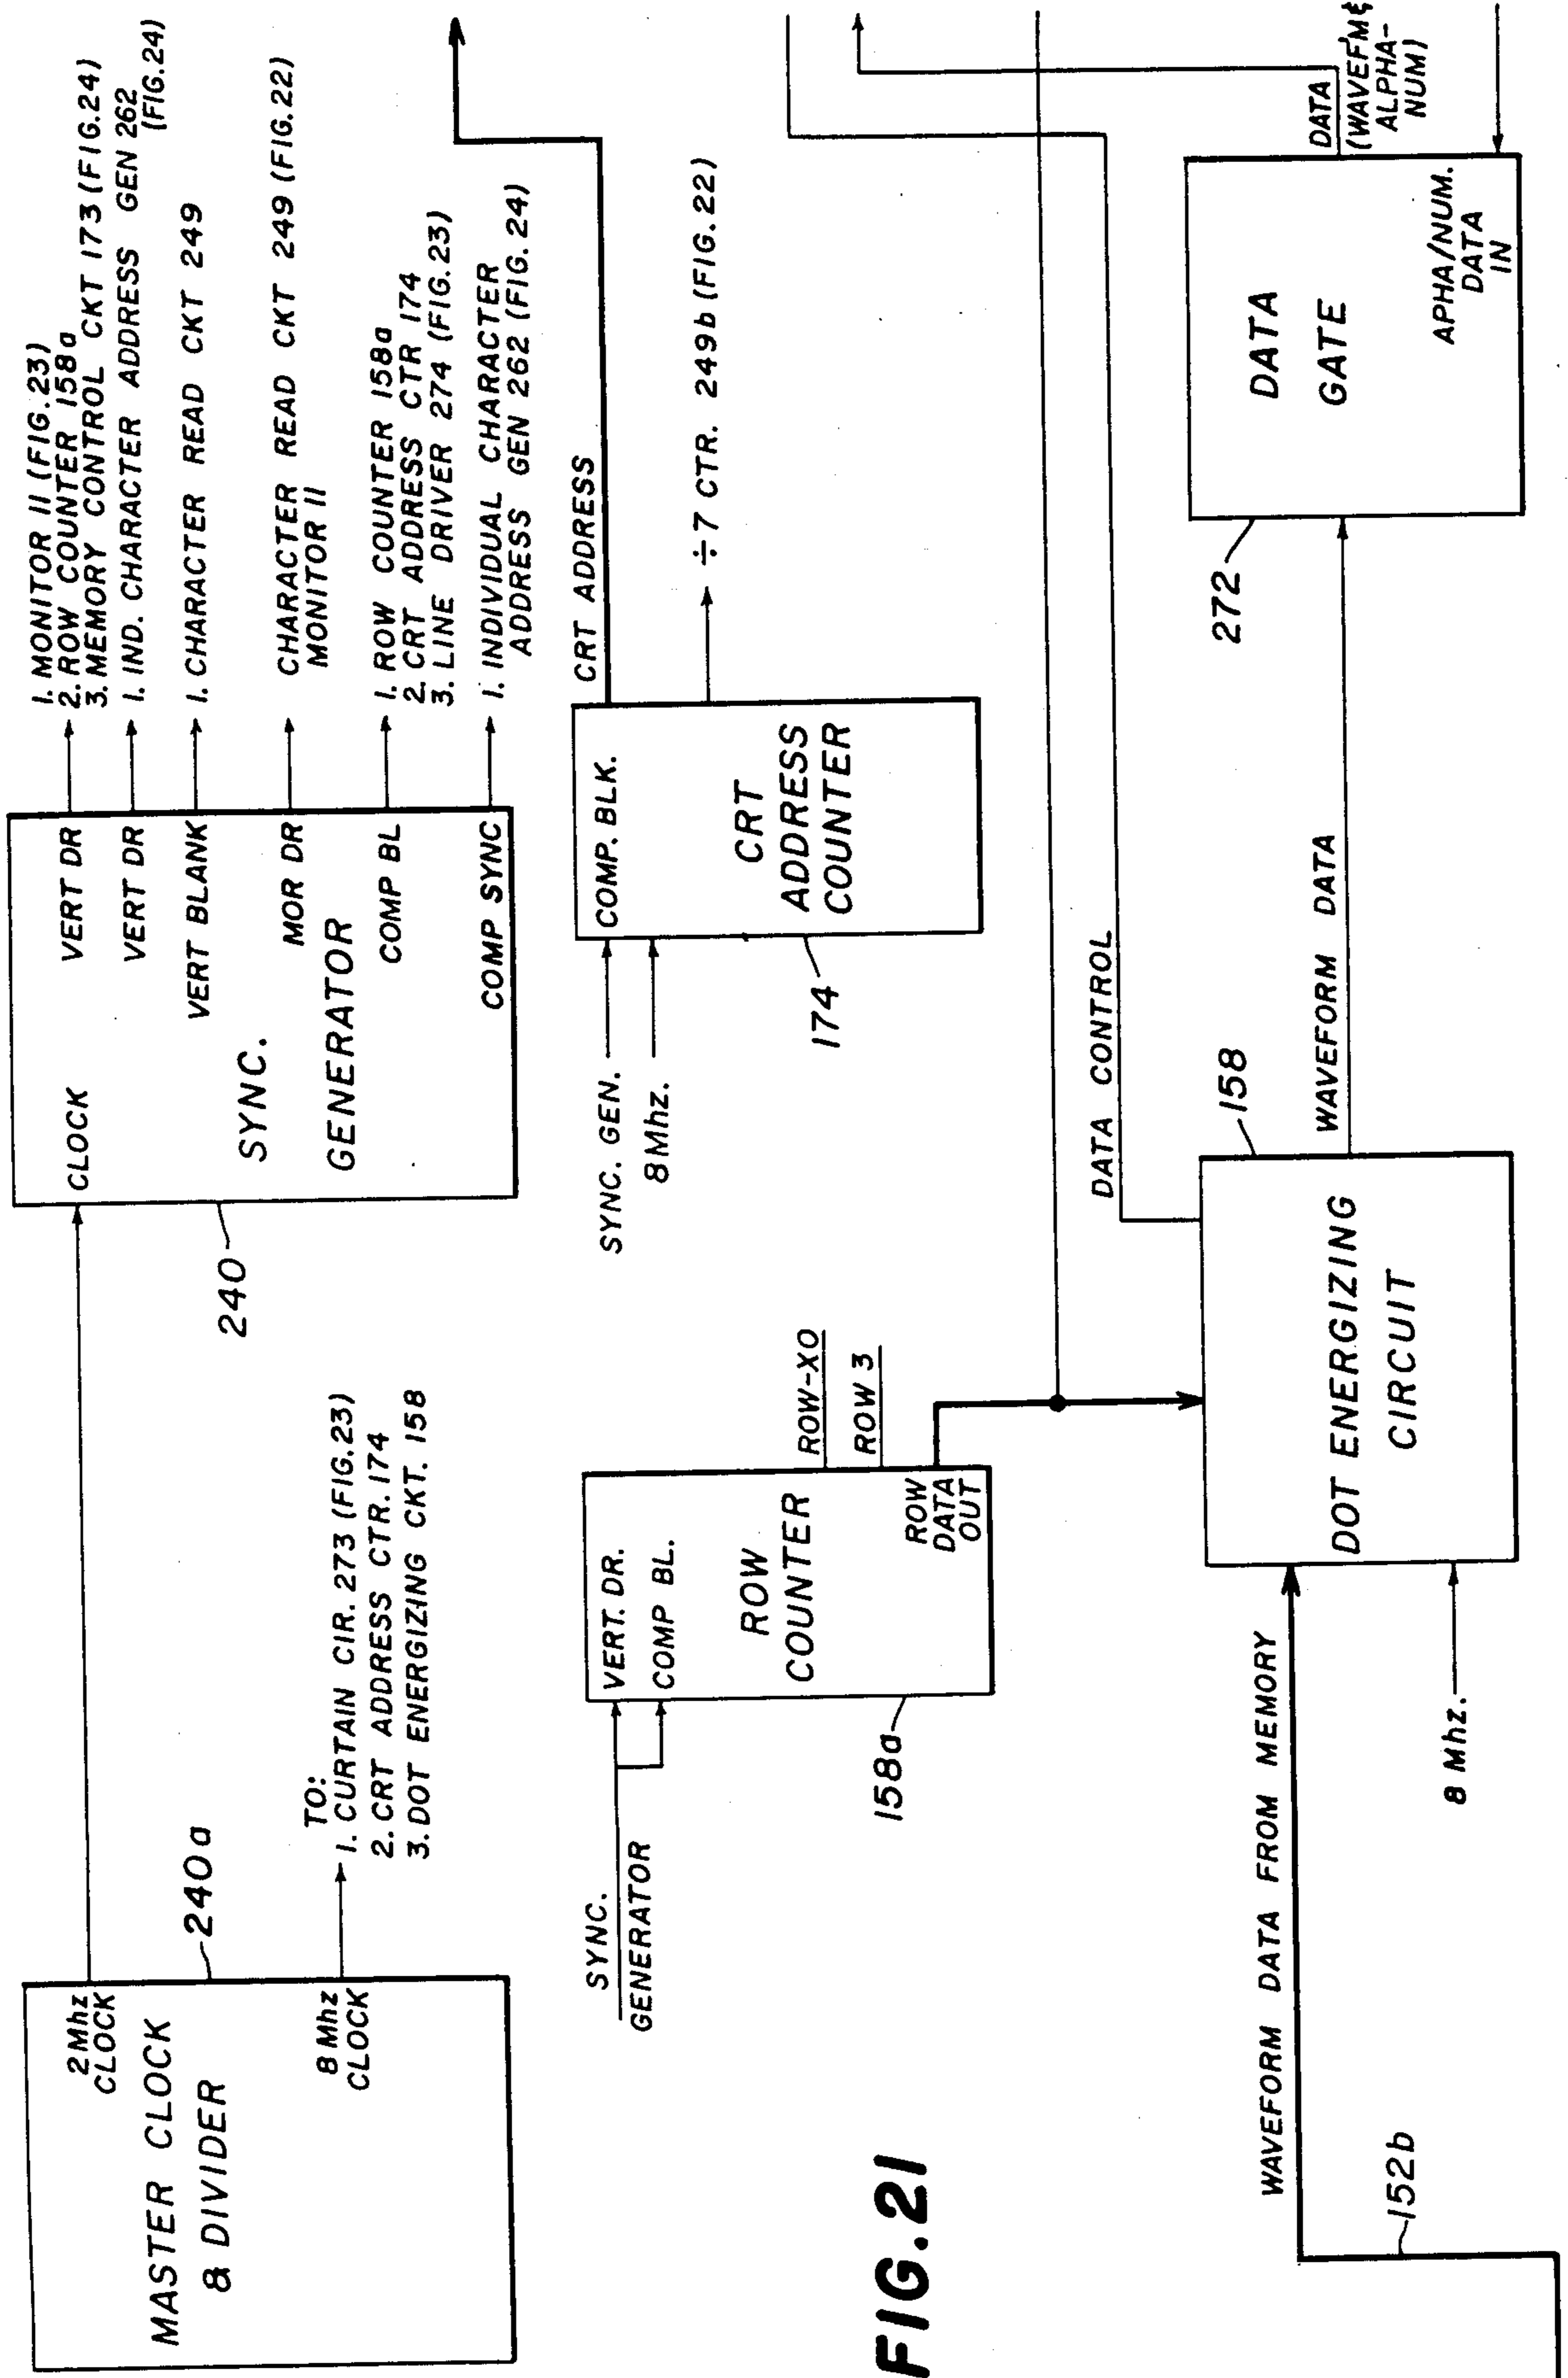 2Mhz
CLOCK
MASTER CLOCK
& DIVIDER
8 Mhz
CLOCK
240a
TO:
1. CURTAIN CIR. 273 (FIG.23)
2. CRT ADDRESS CTR. 174
3. DOT ENERGIZING CKT. 158
CLOCK
SYNC.
GENERATOR
240
VERT DR
VERT DR
VERT BLANK
MOR DR
COMP BL
COMP SYNC
1. MONITOR 11 (FIG.23)
2. ROW COUNTER 158a
3. MEMORY CONTROL CKT 173 (FIG.24)
1. IND. CHARACTER ADDRESS GEN 262
(FIG.24)
1. CHARACTER READ CKT 249
CHARACTER READ CKT 249 (FIG.22)
MONITOR 11
1. ROW COUNTER 158a
2. CRT ADDRESS CTR 174
3. LINE DRIVER 274 (FIG.23)
1. INDIVIDUAL CHARACTER
ADDRESS GEN 262 (FIG. 24)
SYNC.
GENERATOR
VERT. DR.
COMP BL.
ROW
COUNTER
ROW
DATA
OUT
158a
ROW-XO
ROW 3
SYNC. GEN.
8Mhz.
COMP. BLK.
CRT
ADDRESS
COUNTER
174
CRT ADDRESS
÷7 CTR. 249b (FIG.22)
FIG.21
152b
WAVEFORM DATA FROM MEMORY
8 Mhz.
DOT ENERGIZING
CIRCUIT
158
DATA CONTROL
WAVEFORM DATA
272
DATA
GATE
APHA/NUM.
DATA
IN
DATA
(WAVEF'M &
ALPHA-
NUM)